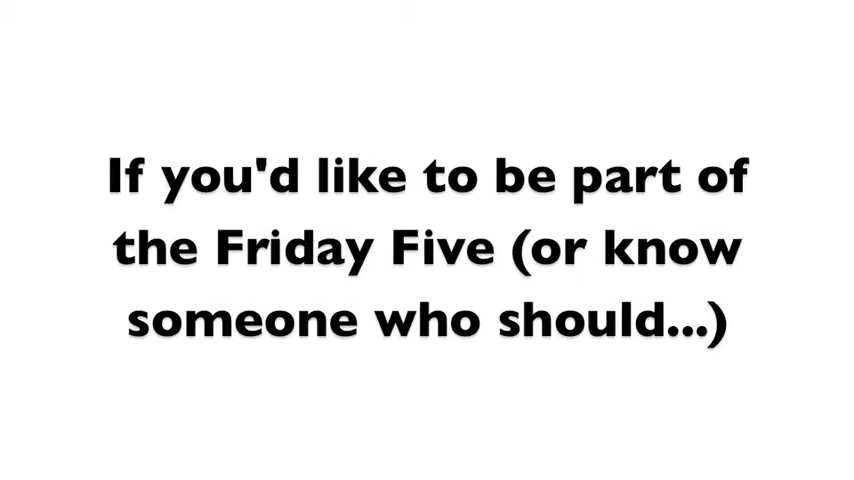 If you'd like to be part of
the Friday Five (or know
someone who should...)